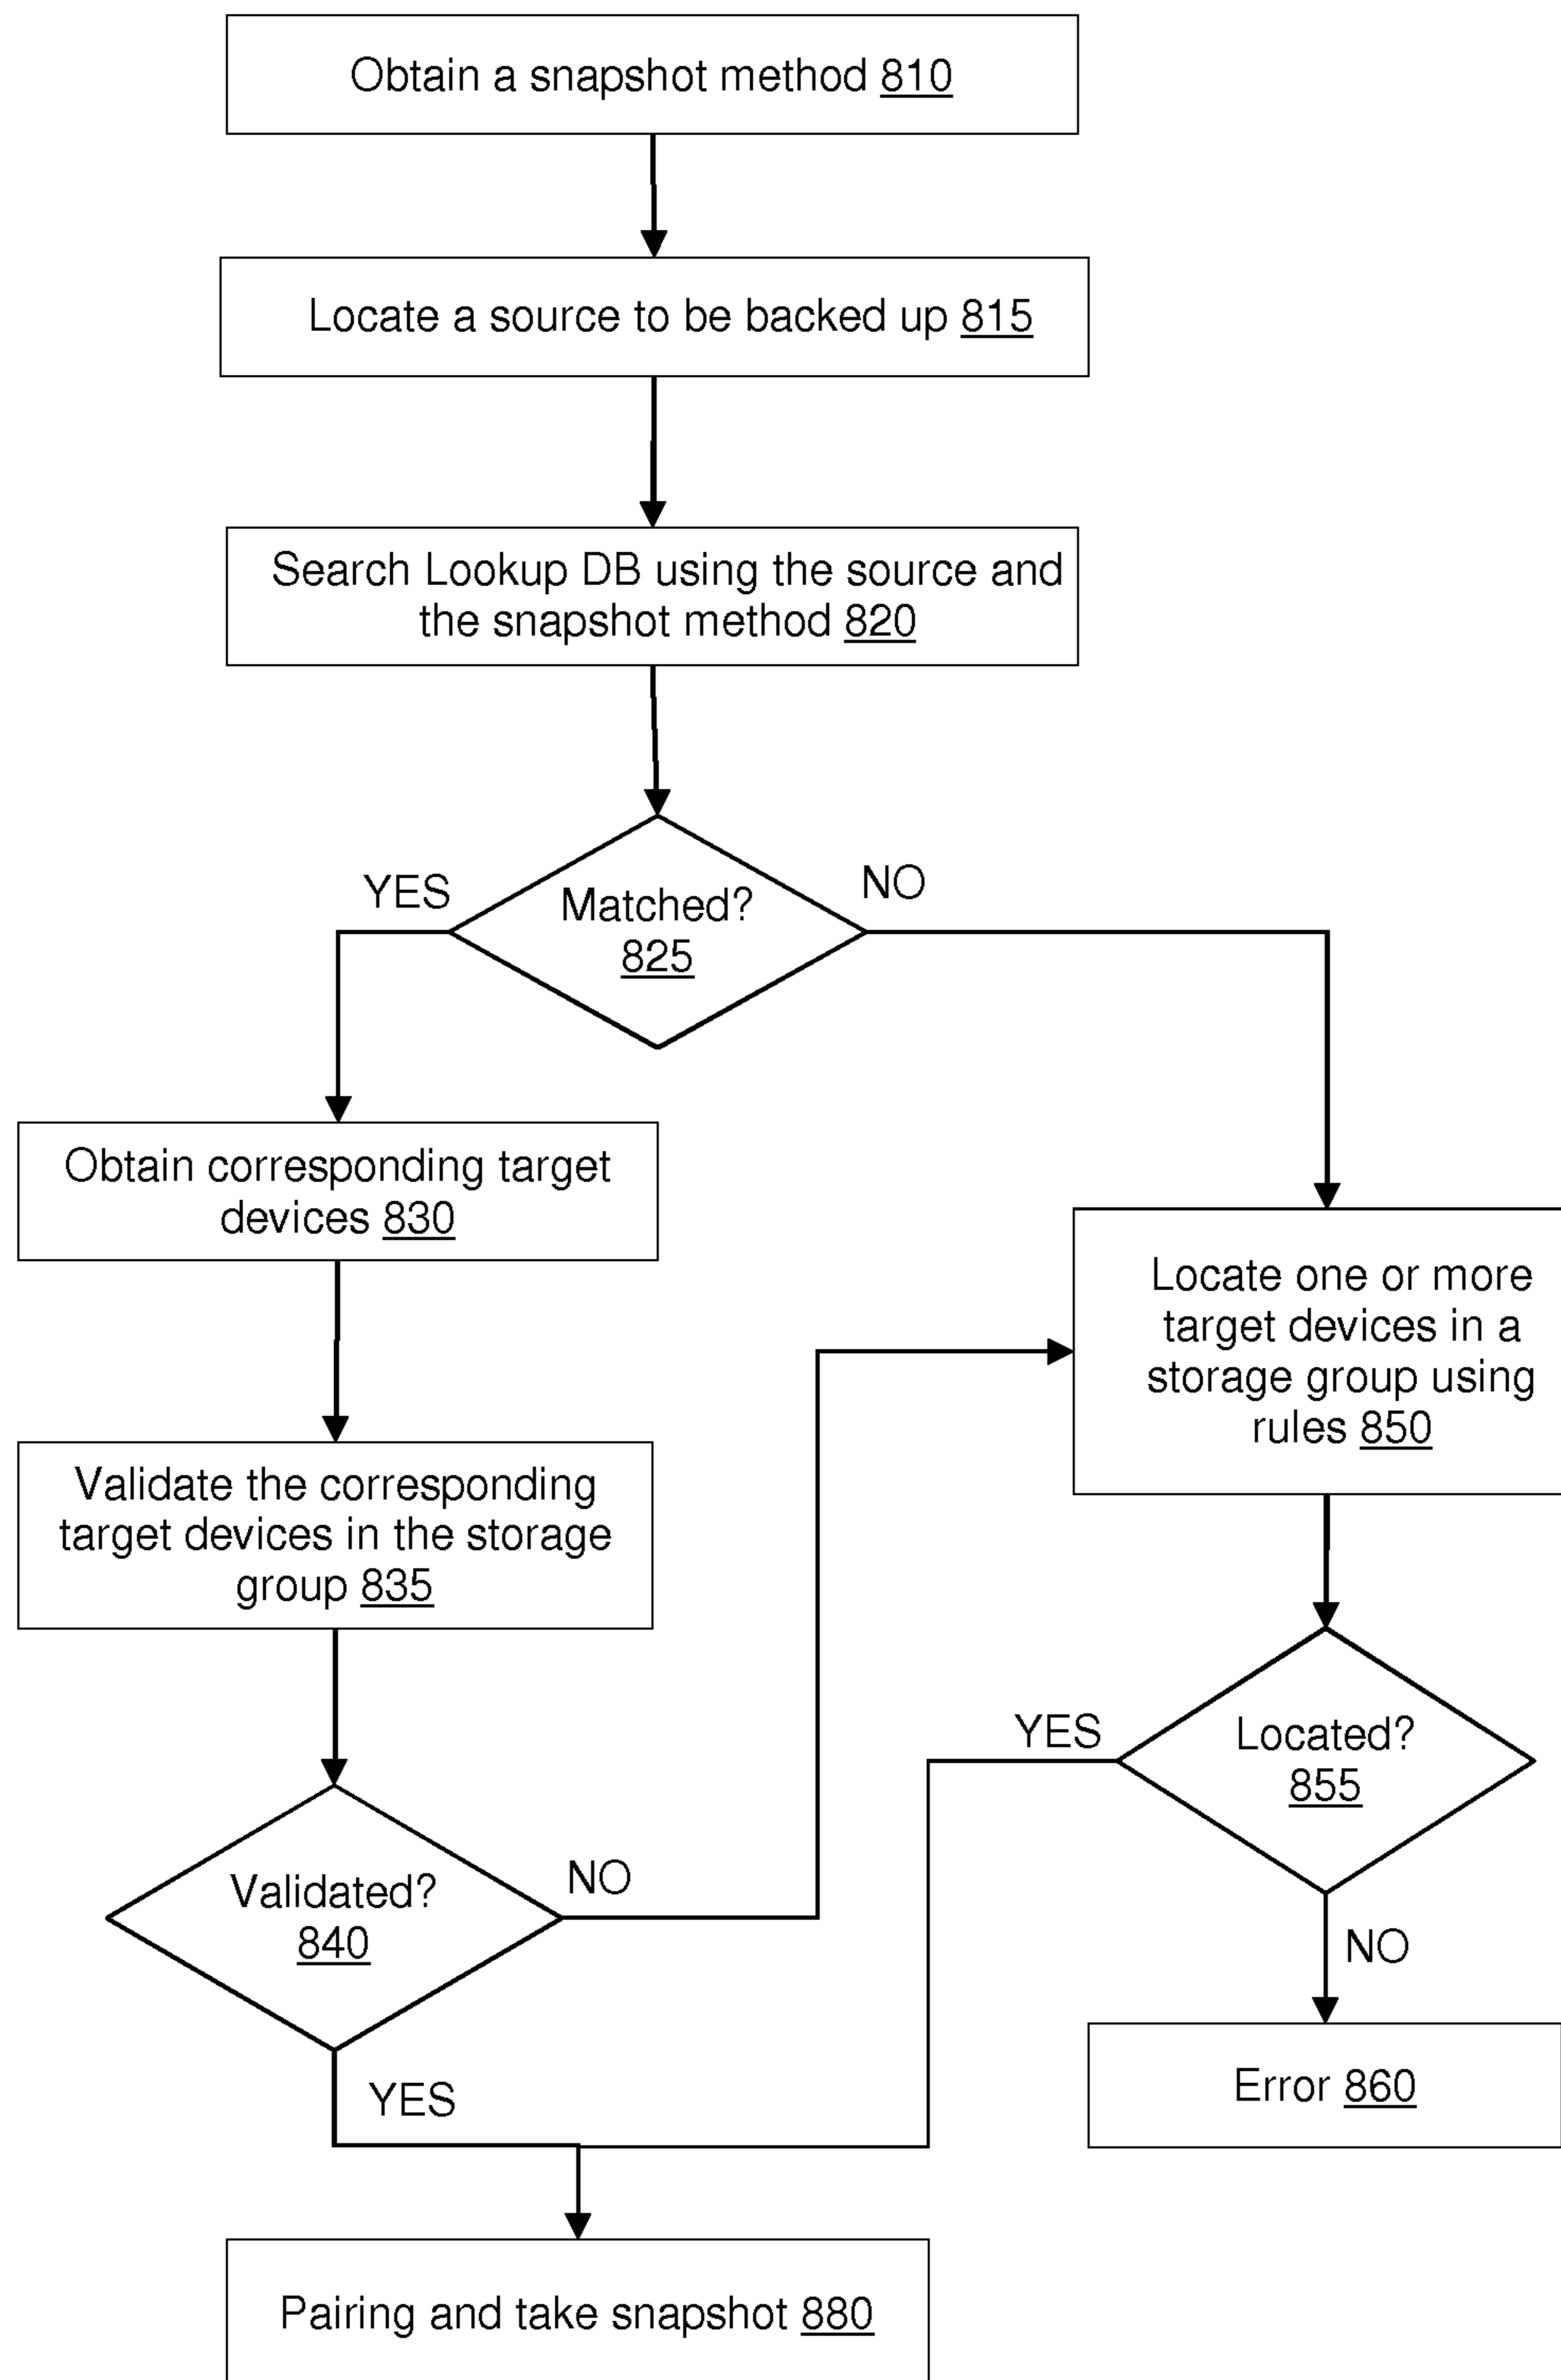 Obtain a snapshot method 810
Locate a source to be backed up 815
Search Lookup DB using the source and
the snapshot method 820
YES
NO
Matched?
825
Obtain corresponding target
devices 830
Locate one or more
target devices in a
storage group using
rules 850
Validate the corresponding
target devices in the storage
group 835
YES
Located?
855
Validated?
840
NO
NO
YES
Error 860
Pairing and take snapshot 880